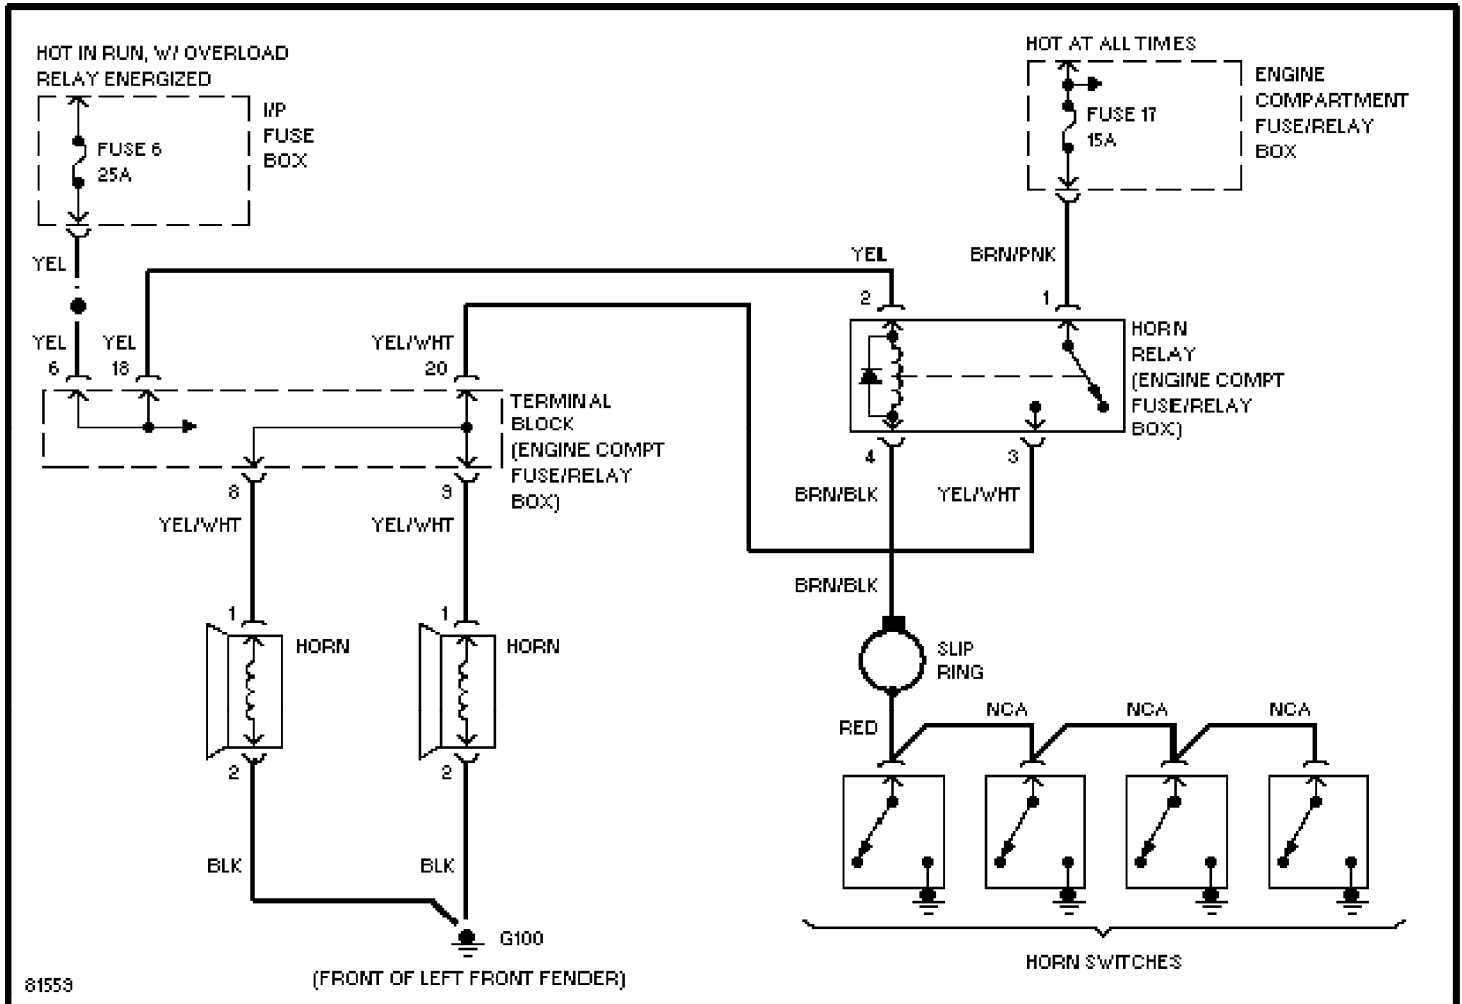 HOT IN RUN, W/ OVERLOAD
RELAY ENERGIZED
I/P
FUSE
BOX
FUSE 6
25A
HOT AT ALL TIMES
ENGINE
COMPARTMENT
FUSE/RELAY
BOX
FUSE 17
15A
YEL
YEL
BRN/PNK
2
1
YEL
YEL
YEL/WHT
6
18
20
HORN
RELAY
(ENGINE COMPT
FUSE/RELAY
BOX)
TERMINAL
BLOCK
(ENGINE COMPT
FUSE/RELAY
BOX)
4
3
8
9
BRN/BLK
YEL/WHT
YEL/WHT
YEL/WHT
BRN/BLK
1
1
HORN
HORN
SLIP
RING
RED
NCA
NCA
NCA
2
2
BLK
BLK
G100
(FRONT OF LEFT FRONT FENDER)
HORN SWITCHES
81559